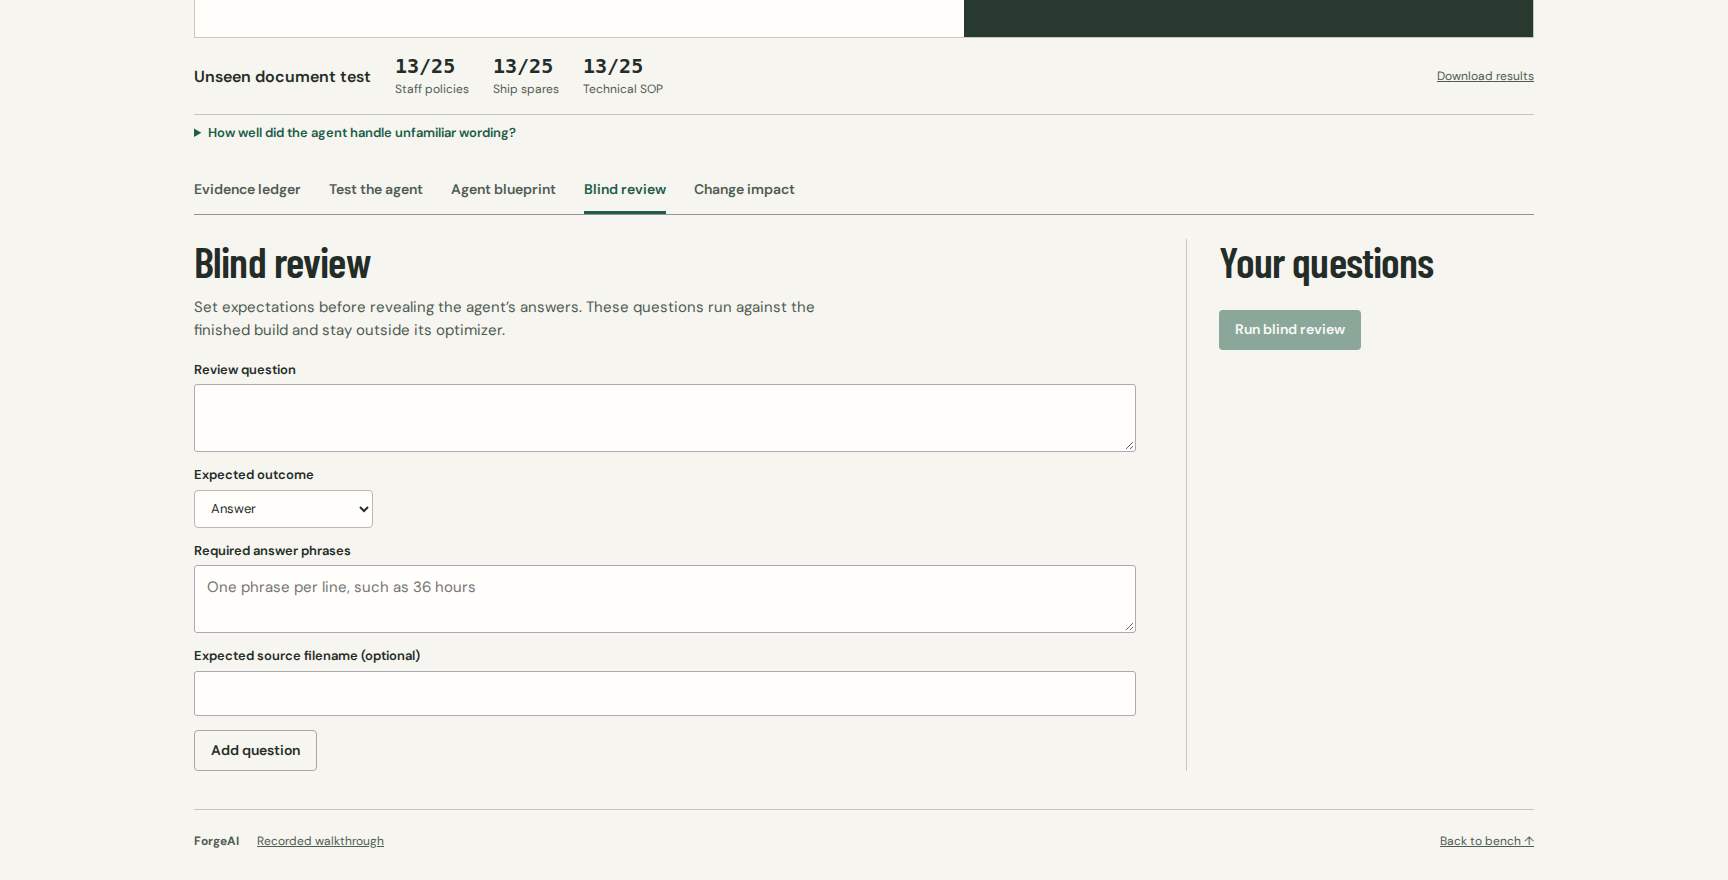 Unseen document test
13/25
Staff policies
13/25
Ship spares
13/25
Technical SOP
Download results
How well did the agent handle unfamiliar wording?
Evidence ledger
Test the agent
Agent blueprint
Blind review
Change impact
Blind review
Set expectations before revealing the agent’s answers. These questions run against the
finished build and stay outside its optimizer.
Review question
Expected outcome
Answer
Required answer phrases
One phrase per line, such as 36 hours
Expected source filename (optional)
Add question
Your questions
Run blind review
ForgeAI
Recorded walkthrough
Back to bench ↑